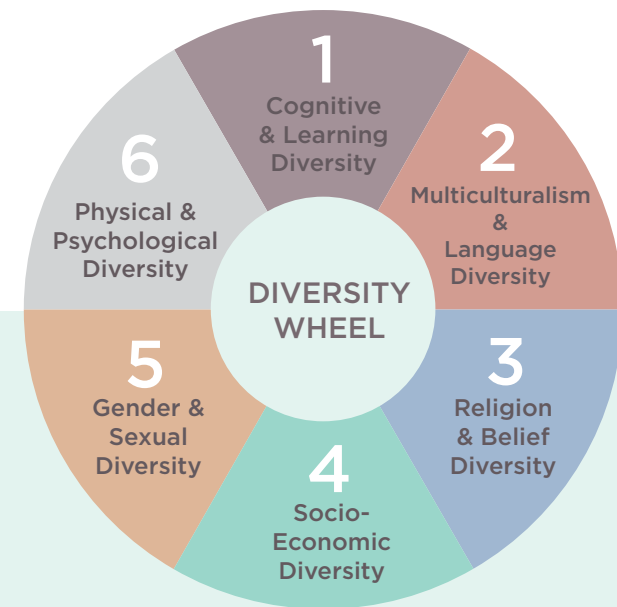 1
Cognitive
& Learning
Diversity
2
Multiculturalism
&
Language
Diversity
3
Religion
& Belief
Diversity
4
Socio-
Economic
Diversity
5
Gender &
Sexual
Diversity
6
Physical &
Psychological
Diversity
DIVERSITY
WHEEL